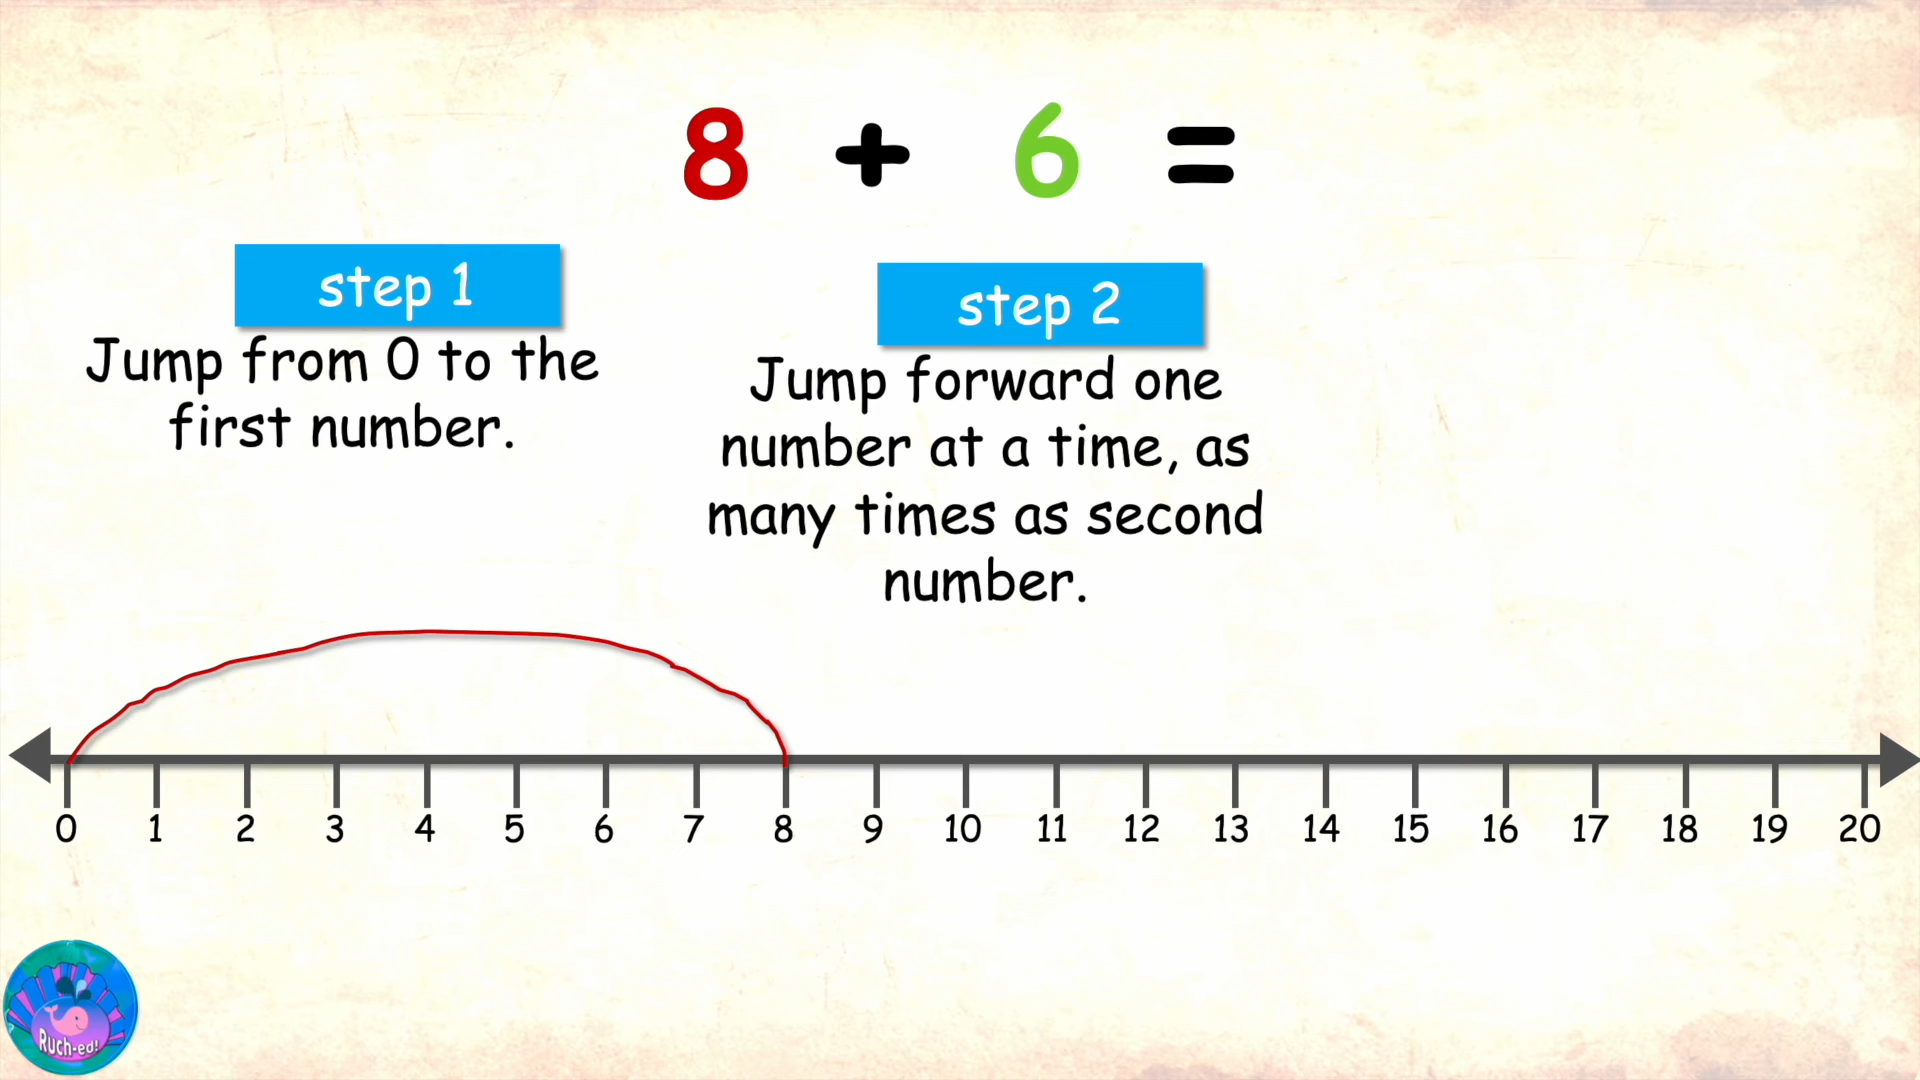 8 + 6 =
step 1
Jump from 0 to the
first number.
step 2
Jump forward one
number at a time, as
many times as second
number.
0 1 2 3 4 5 6 7 8 9 10 11 12 13 14 15 16 17 18 19 20
Ruch-ed!